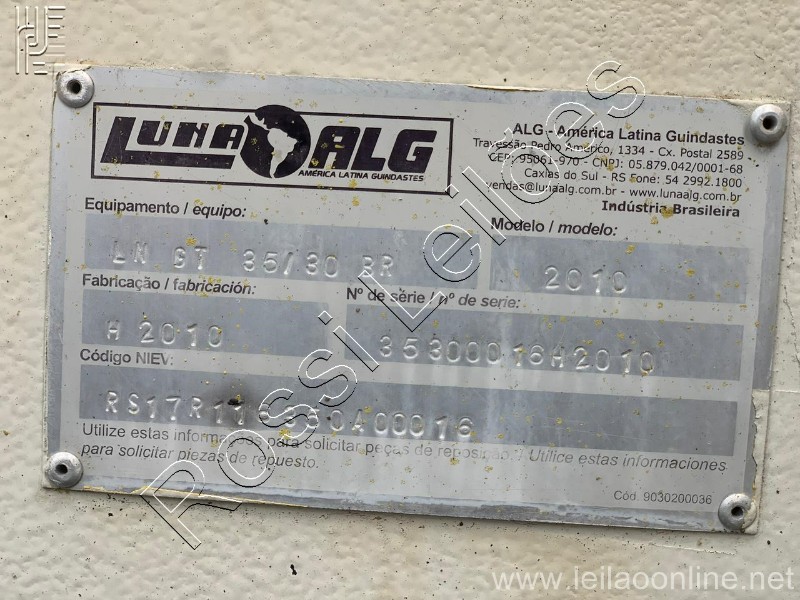 LUNA ALG
AMÉRICA LATINA GUINDASTES
ALG - América Latina Guindastes
Travessão Pedro Américo, 1334 - Cx. Postal 2589
CEP: 95061-970 - CNPJ: 05.879.042/0001-68
Caxias do Sul - RS Fone: 54 2992.1800
vendas@lunaalg.com.br - www.lunaalg.com.br
Indústria Brasileira
Equipamento / equipo:
LN GT 35/30 BR
Modelo / modelo:
2010
Fabricação / fabricación:
H 2010
Nº de série / nº de serie:
35300016H2010
Código NIEV:
Utilize estas informações para solicitar peças de reposição. / Utilice estas informaciones
para solicitar piezas de repuesto.
Cód. 9030200036
Rossi Leilões
www.leilaoonline.net